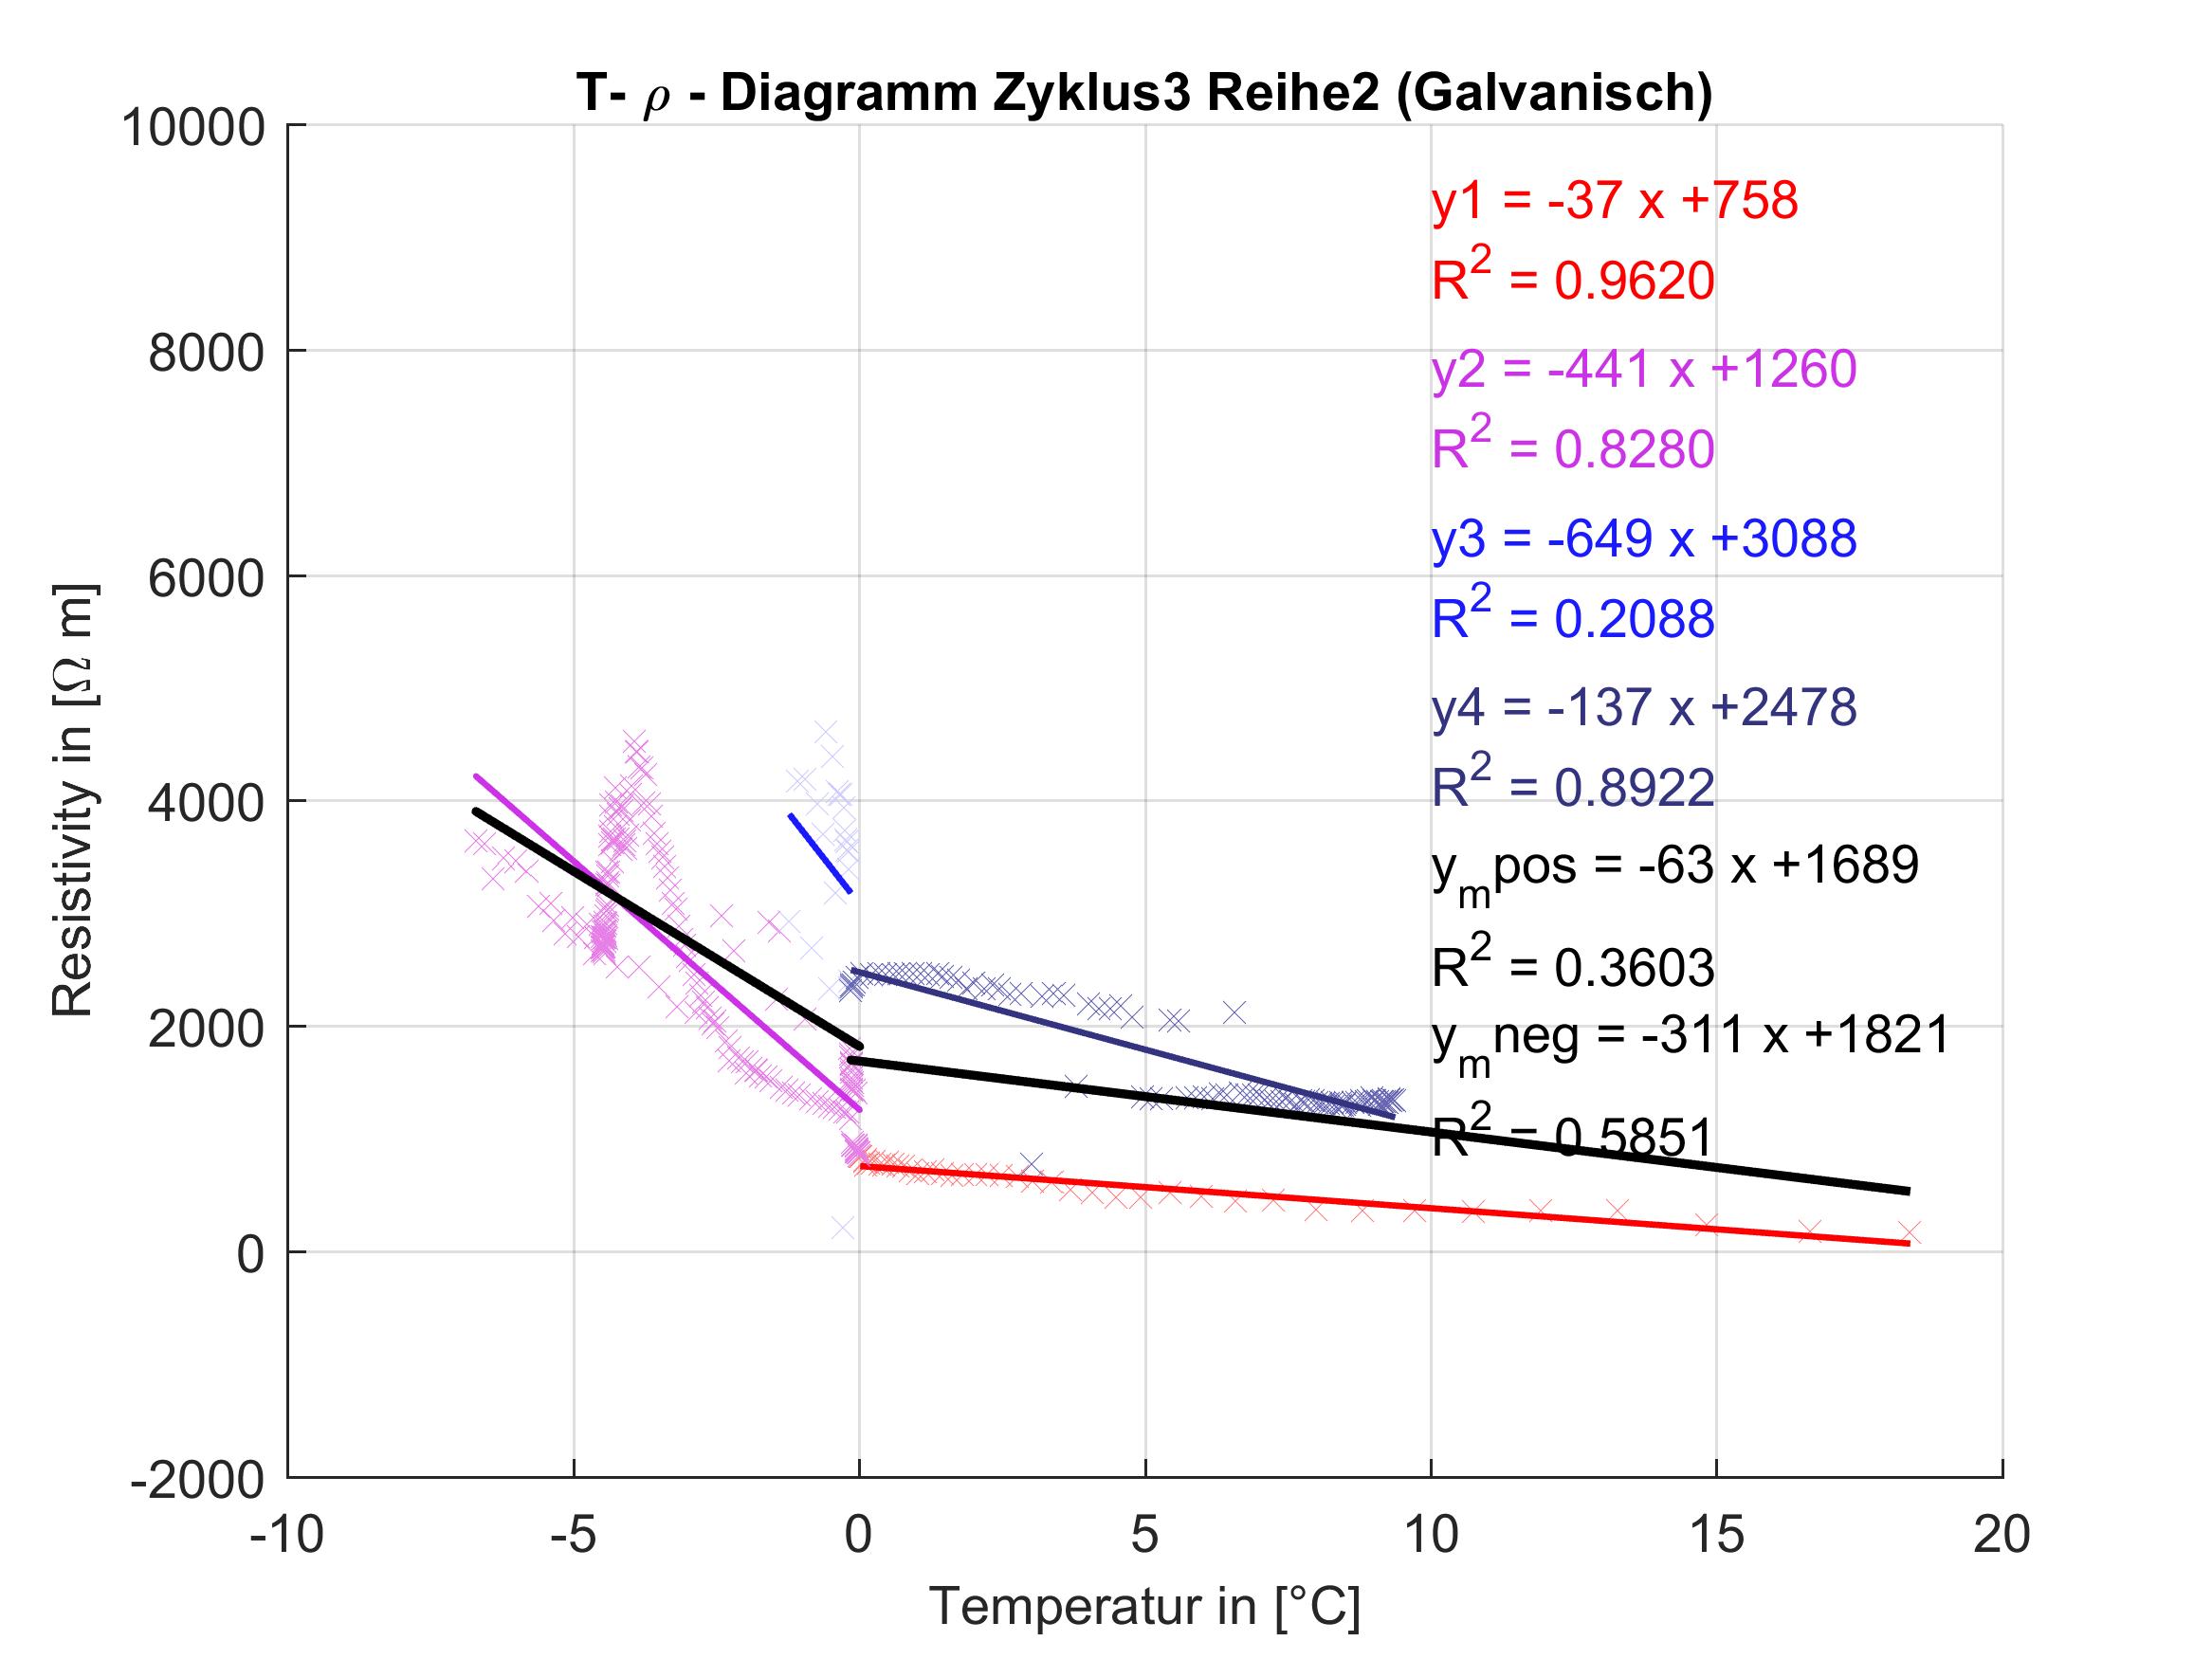 T- ρ - Diagramm Zyklus3 Reihe2 (Galvanisch)
10000
8000
6000
4000
2000
0
-2000
Resistivity in [Ω m]
y1 = -37 x +758
R² = 0.9620
y2 = -441 x +1260
R² = 0.8280
y3 = -649 x +3088
R² = 0.2088
y4 = -137 x +2478
R² = 0.8922
yₘpos = -63 x +1689
R² = 0.3603
yₘneg = -311 x +1821
R² = 0.5851
-10 -5 0 5 10 15 20
Temperatur in [°C]